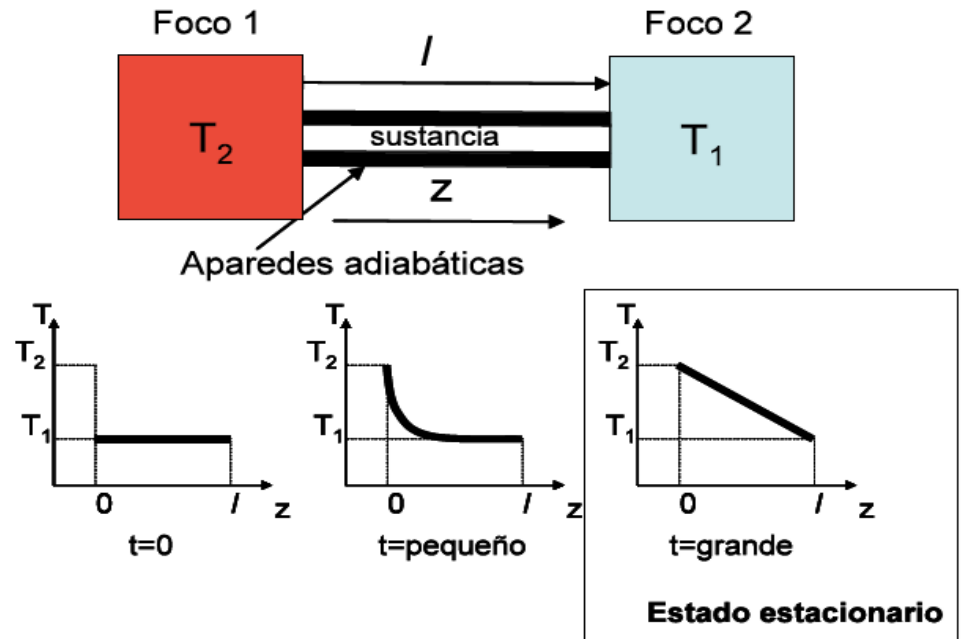 Foco 1
Foco 2
l
T₂
sustancia
T₁
z
Aparedes adiabáticas
T
T₂
T₁
0
l
z
t=0
T
T₂
T₁
0
l
z
t=pequeño
T
T₂
T₁
0
l
z
t=grande
Estado estacionario